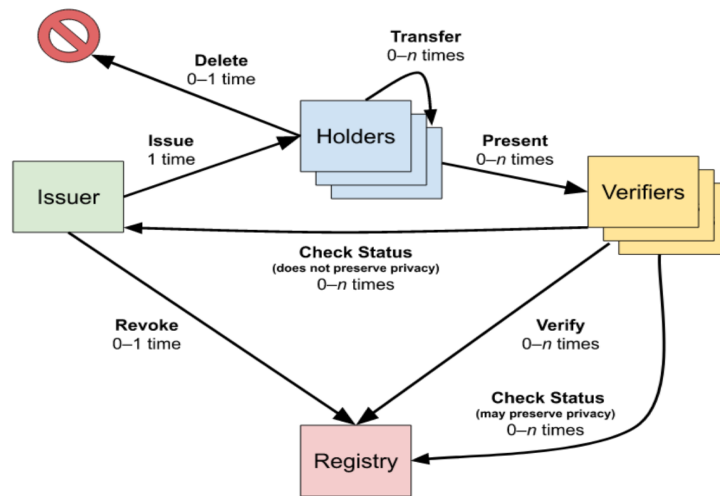 Transfer
0–n times
Delete
0–1 time
Holders
Issue
1 time
Present
0–n times
Issuer
Verifiers
Check Status
(does not preserve privacy)
0–n times
Revoke
0–1 time
Verify
0–n times
Check Status
(may preserve privacy)
0–n times
Registry